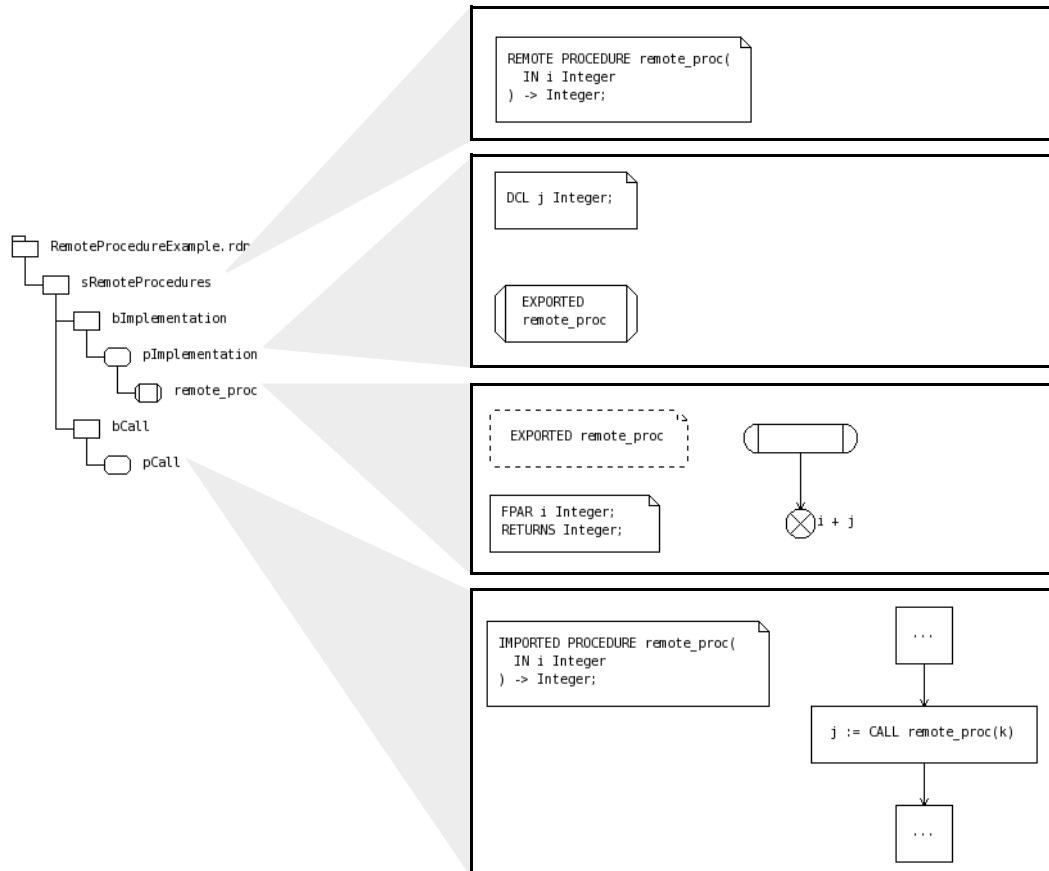 RemoteProcedureExample.rdn
sRemoteProcedures
bImplementation
pImplementation
remote_proc
bCall
pCall
REMOTE PROCEDURE remote_proc(
IN i Integer
) -> Integer;
DCL j Integer;
EXPORTED
remote_proc
EXPORTED remote_proc
FPAR i Integer;
RETURNS Integer;
i + j
IMPORTED PROCEDURE remote_proc(
IN i Integer
) -> Integer;
...
j := CALL remote_proc(k)
...